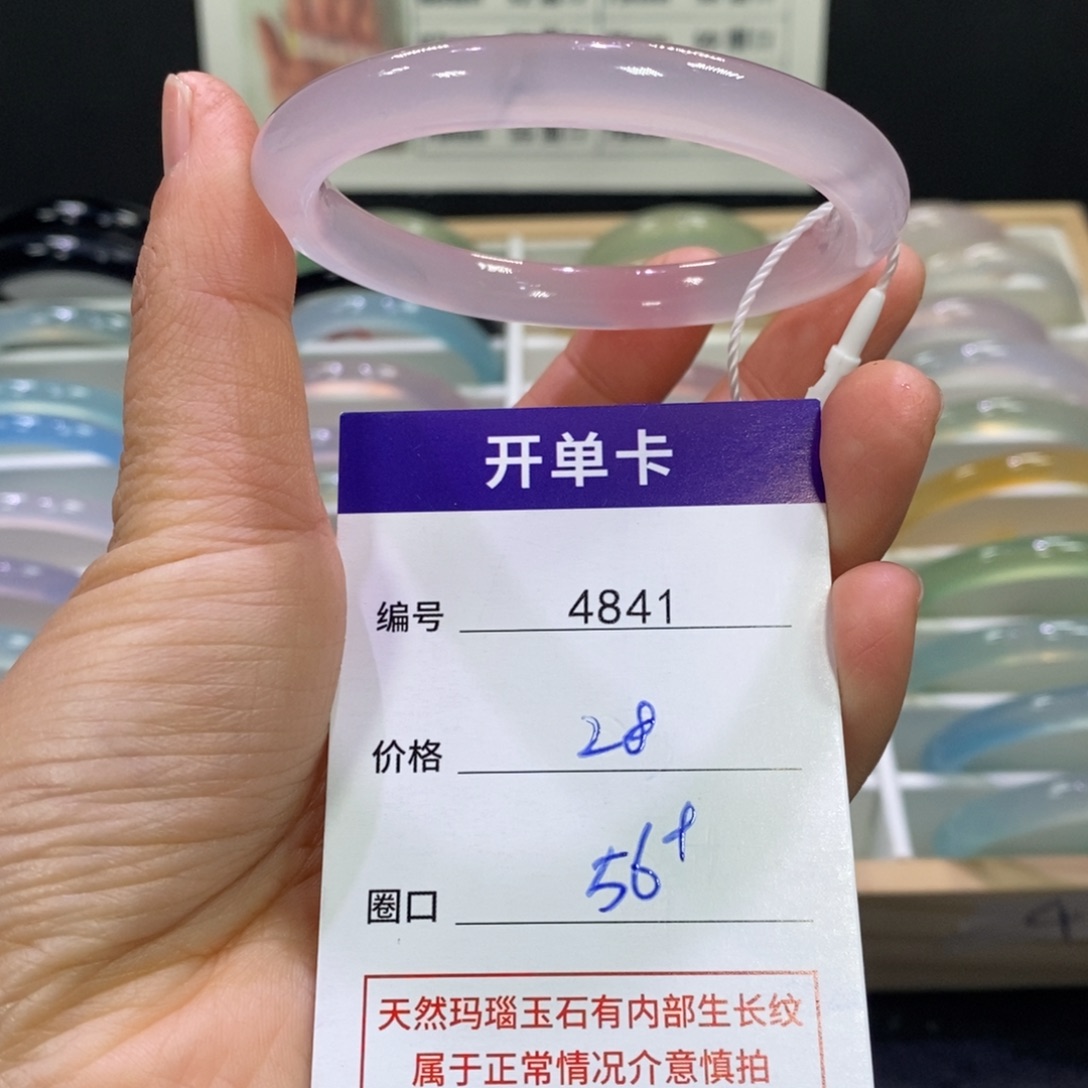 开单卡
编号 4841
价格 28
圈口 56+
天然玛瑙玉石有内部生长纹
属于正常情况介意慎拍